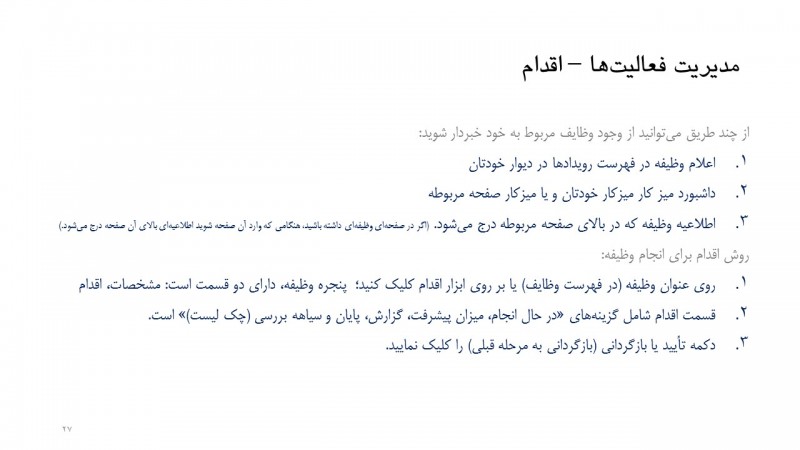 مدیریت فعالیت‌ها – اقدام
از چند طریق می‌توانید از وجود وظایف مربوط به خود خبردار شوید:
۱. اعلام وظیفه در فهرست رویدادها در دیوار خودتان
۲. داشبورد میز کار میزکار خودتان و یا میزکار صفحه مربوطه
۳. اطلاعیه وظیفه که در بالای صفحه مربوطه درج می‌شود. (اگر در صفحه‌ای وظیفه‌ای داشته باشید، هنگامی که وارد آن صفحه شوید اطلاعیه‌ای بالای آن صفحه درج می‌شود.)
روش اقدام برای انجام وظیفه:
۱. روی عنوان وظیفه (در فهرست وظایف) یا بر روی ابزار اقدام کلیک کنید؛ پنجره وظیفه، دارای دو قسمت است: مشخصات، اقدام
۲. قسمت اقدام شامل گزینه‌های «در حال انجام، میزان پیشرفت، گزارش، پایان و سیاهه بررسی (چک لیست)» است.
۳. دکمه تأیید یا بازگردانی (بازگردانی به مرحله قبلی) را کلیک نمایید.
۲۷